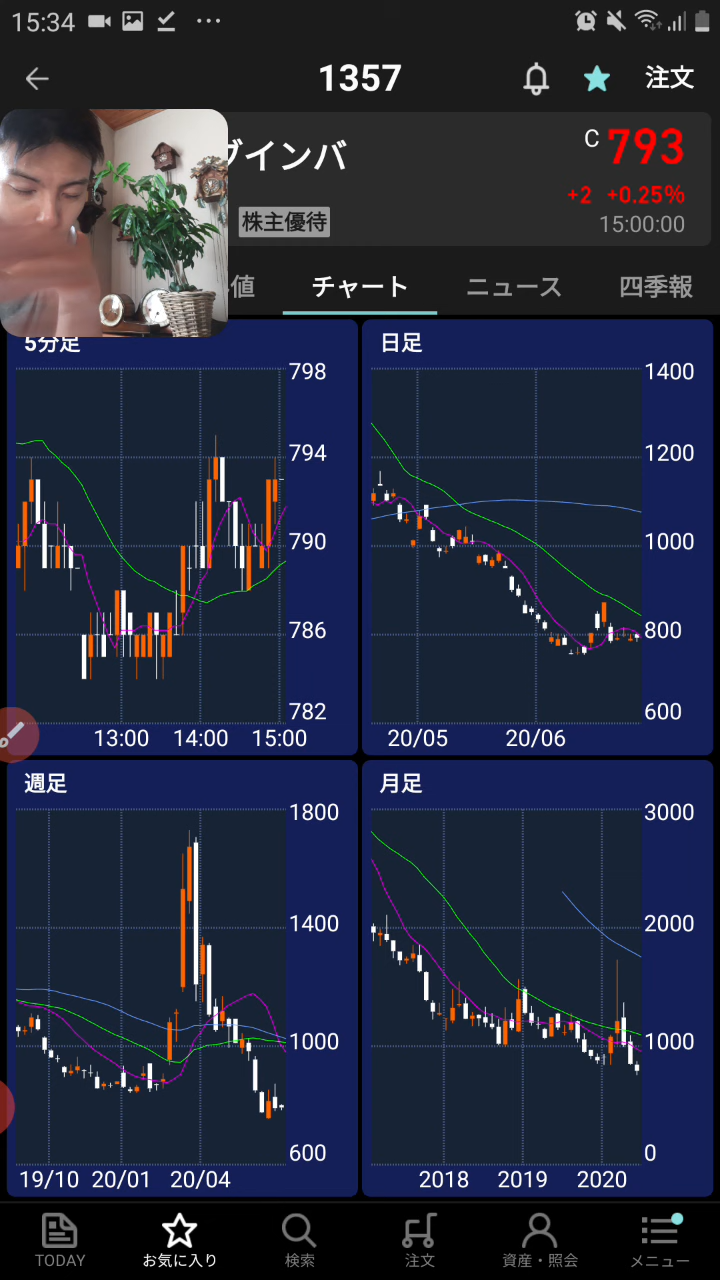 15:34
1357
注文
ブインバ
C 793
+2 +0.25%
株主優待
15:00:00
値
チャート
ニュース
四季報
5分足
798
794
790
786
782
13:00 14:00 15:00
日足
1400
1200
1000
800
600
20/05 20/06
週足
1800
1400
1000
600
19/10 20/01 20/04
月足
3000
2000
1000
0
2018 2019 2020
TODAY
お気に入り
検索
注文
資産・照会
メニュー